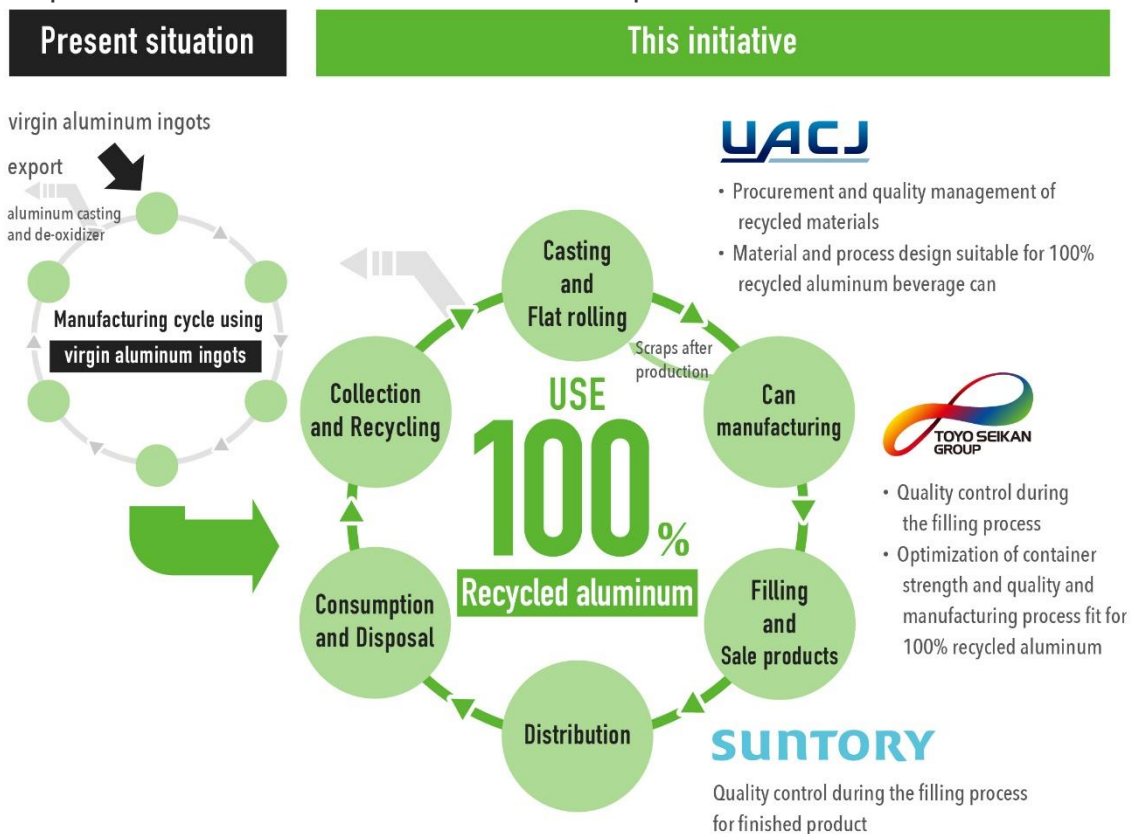 Present situation
This initiative
virgin aluminum ingots
export
aluminum casting
and de-oxidizer
Manufacturing cycle using
virgin aluminum ingots
UACJ
• Procurement and quality management of
recycled materials
• Material and process design suitable for 100%
recycled aluminum beverage can
Casting
and
Flat rolling
Scraps after
production
Can
manufacturing
Collection
and Recycling
USE
100%
Recycled aluminum
TOYO SEIKAN
GROUP
• Quality control during
the filling process
• Optimization of container
strength and quality and
manufacturing process fit for
100% recycled aluminum
Consumption
and Disposal
Filling
and
Sale products
Distribution
SUNTORY
Quality control during the filling process
for finished product